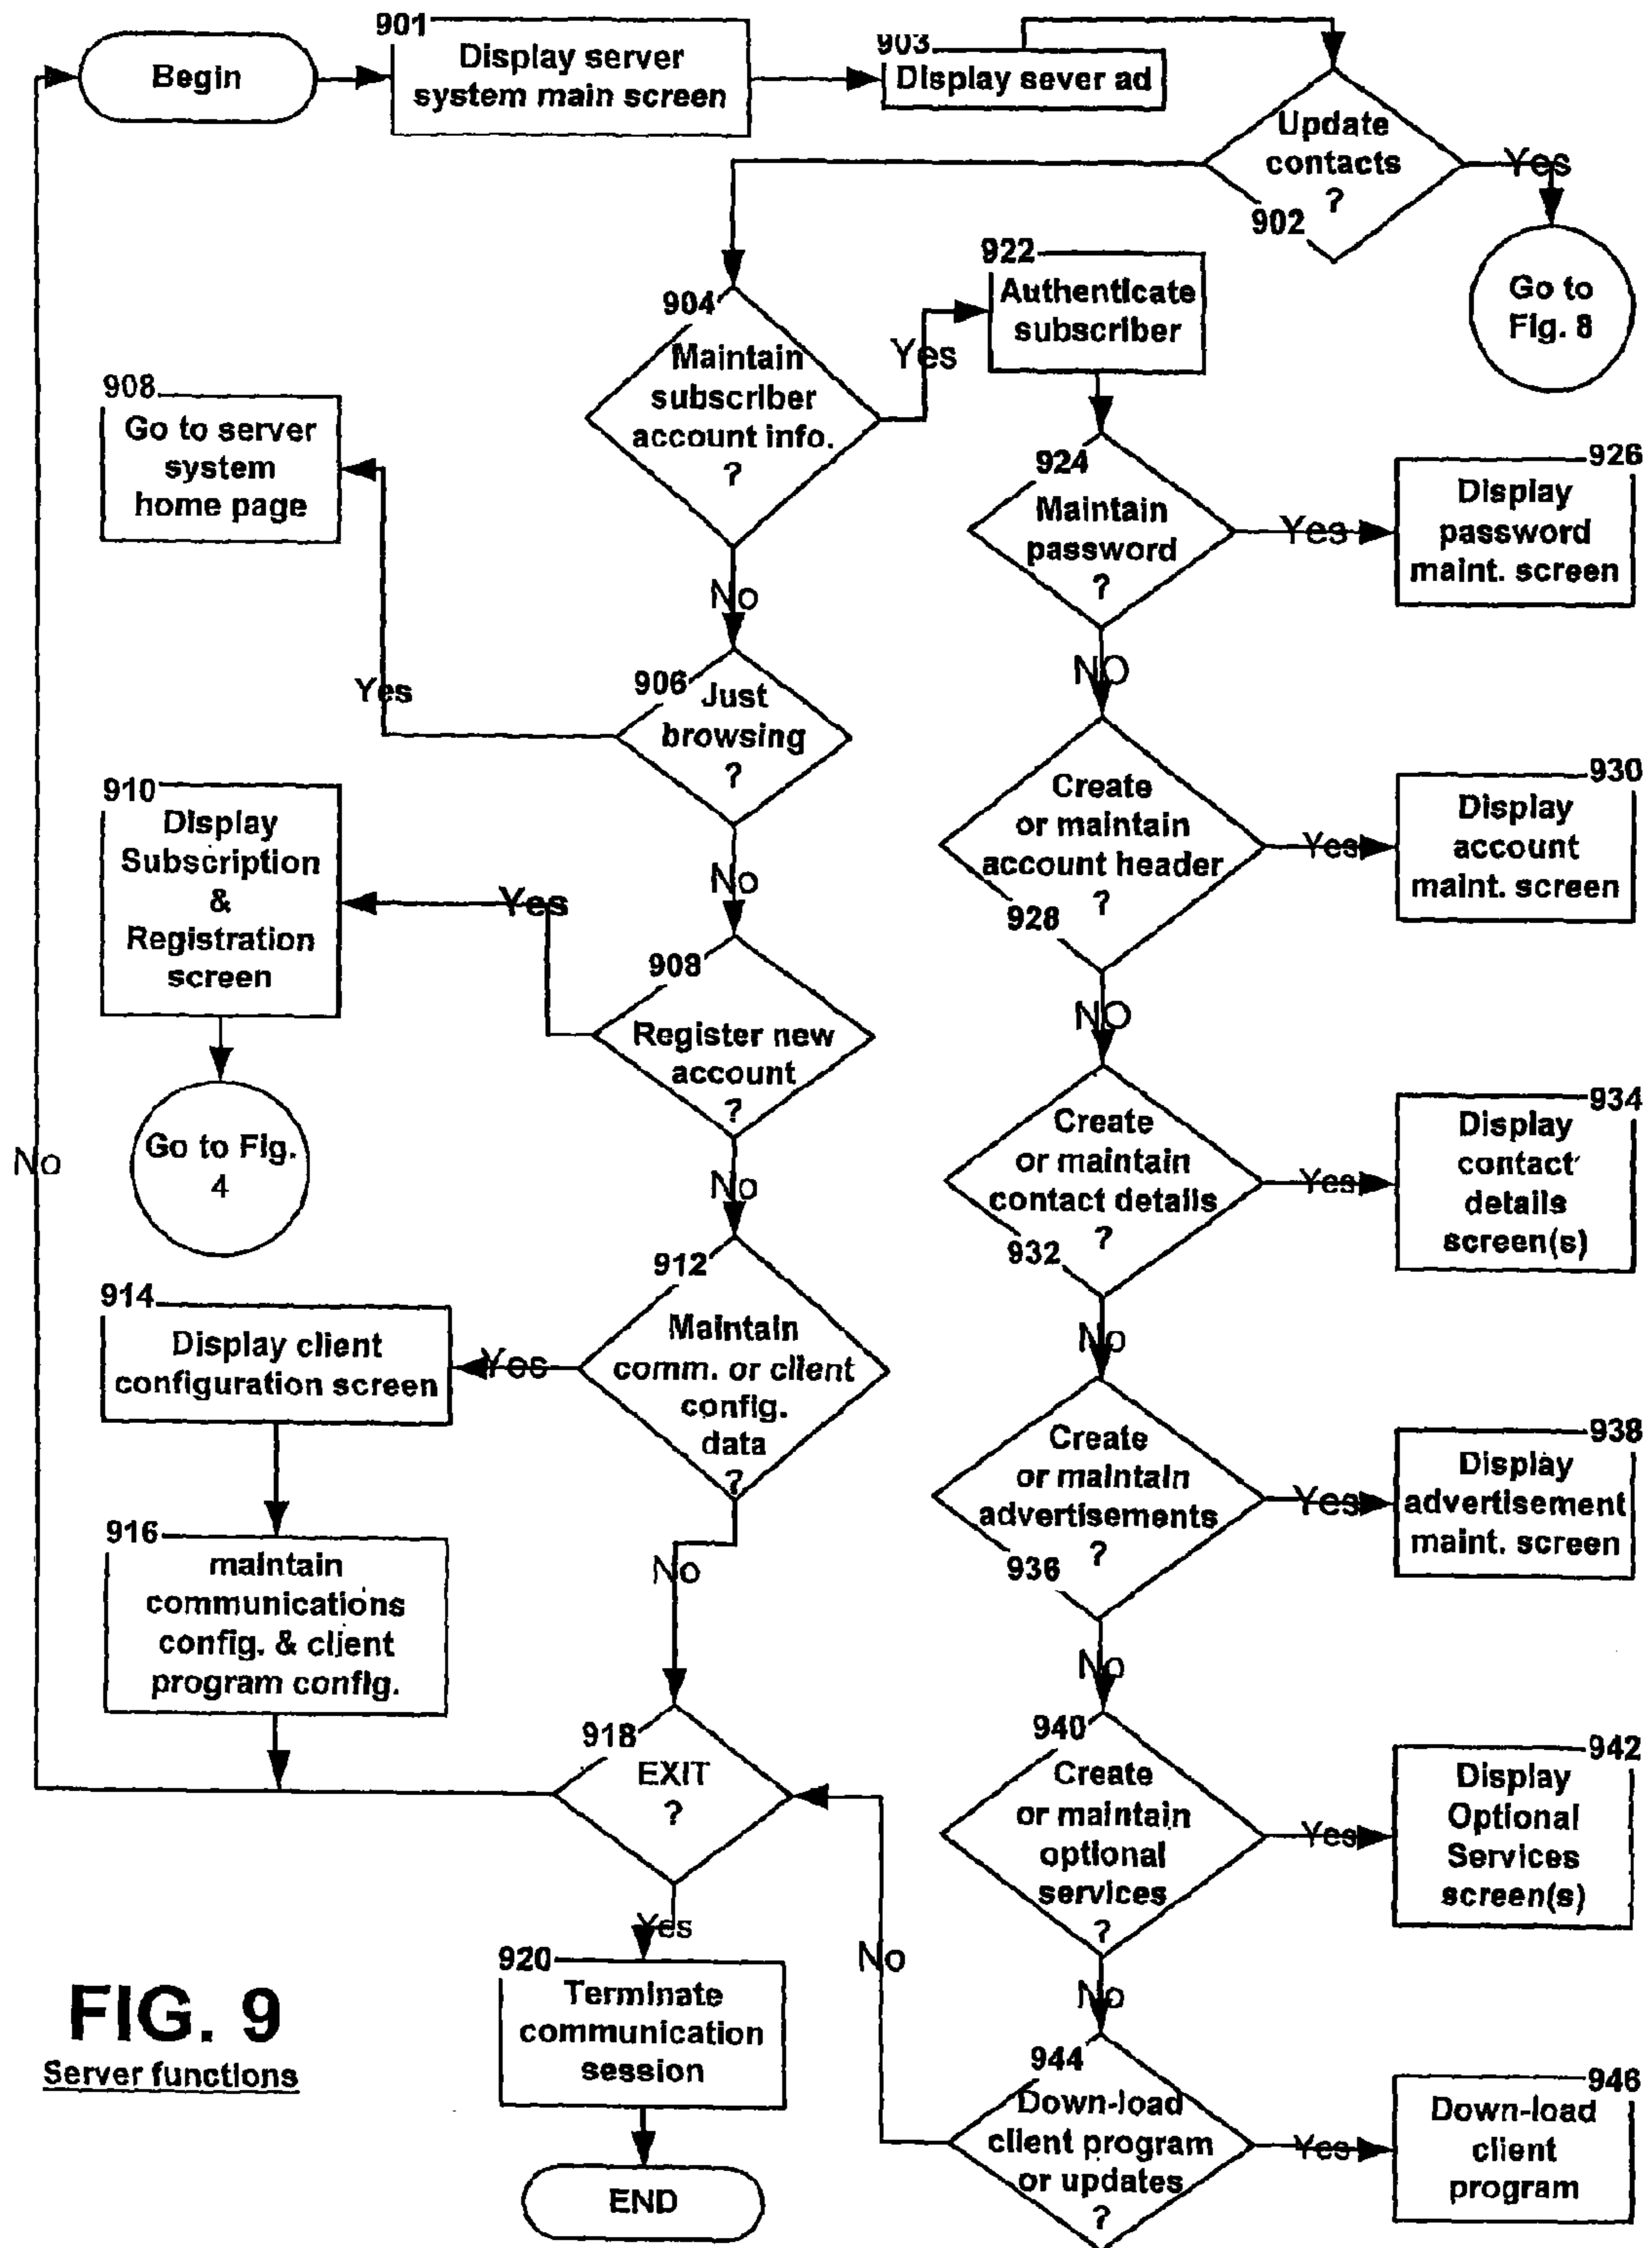 Begin
901
Display server
system main screen
903
Display sever ad
Update
contacts
?
902
Yes
Go to
Fig. 8
904
Maintain
subscriber
account info.
?
Yes
922
Authenticate
subscriber
908
Go to server
system
home page
924
Maintain
password
?
Yes
926
Display
password
maint. screen
No
NO
906
Just
browsing
?
Yes
928
Create
or maintain
account header
?
Yes
930
Display
account
maint. screen
910
Display
Subscription
&
Registration
screen
Yes
No
908
Register new
account
?
NO
Go to Fig.
4
No
No
Create
or maintain
contact details
?
932
Yes
934
Display
contact
details
screen(s)
912
Maintain
comm. or client
config.
data
?
Yes
914
Display client
configuration screen
No
Create
or maintain
advertisements
?
936
Yes
938
Display
advertisement
maint. screen
916
maintain
communications
config. & client
program config.
No
No
918
EXIT
?
940
Create
or maintain
optional
services
?
Yes
942
Display
Optional
Services
screen(s)
Yes
920
Terminate
communication
session
No
No
944
Down-load
client program
or updates
?
Yes
946
Down-load
client
program
END
FIG. 9
Server functions